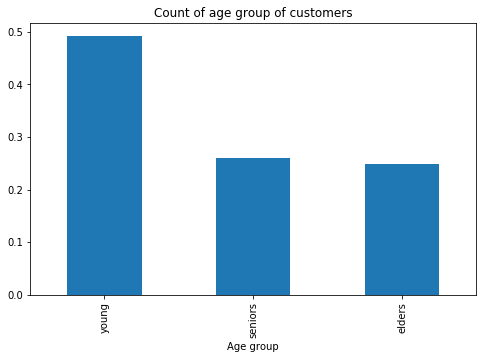 Count of age group of customers
0.5
0.4
0.3
0.2
0.1
0.0
young
seniors
elders
Age group